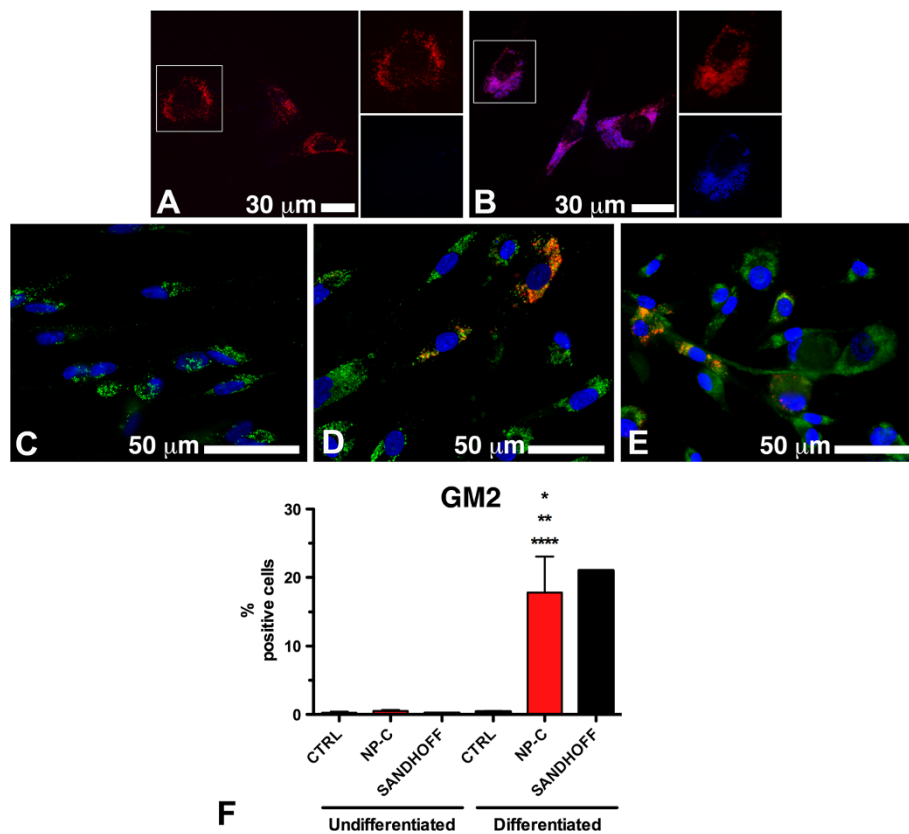 A
30 μm
B
30 μm
C
50 μm
D
50 μm
E
50 μm
GM2
30
20
10
0
%
positive cells
*
**
****
CTRL
NP-C
SANDHOFF
CTRL
NP-C
SANDHOFF
Undifferentiated
Differentiated
F